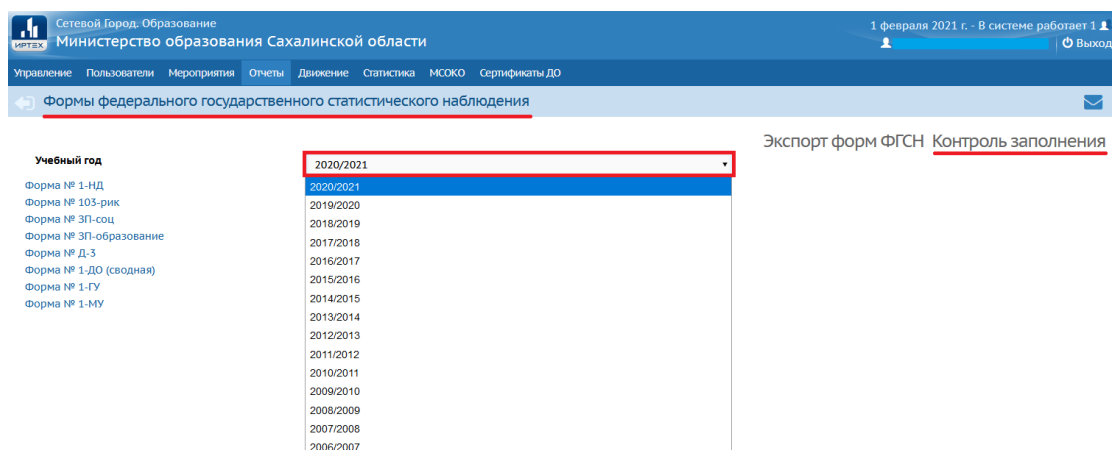 Сетевой Город. Образование
1 февраля 2021 г. - В системе работает 1
ИРТЕХ
Министерство образования Сахалинской области
Выход
Управление Пользователи Мероприятия Отчеты Движение Статистика МСОКО Сертификаты ДО
Формы федерального государственного статистического наблюдения
Экспорт форм ФГСН Контроль заполнения
Учебный год
2020/2021
Форма № 1-НД
Форма № 103-рик
Форма № ЗП-соц
Форма № ЗП-образование
Форма № Д-3
Форма № 1-ДО (сводная)
Форма № 1-ГУ
Форма № 1-МУ
2020/2021
2019/2020
2018/2019
2017/2018
2016/2017
2015/2016
2014/2015
2013/2014
2012/2013
2011/2012
2010/2011
2009/2010
2008/2009
2007/2008
2006/2007